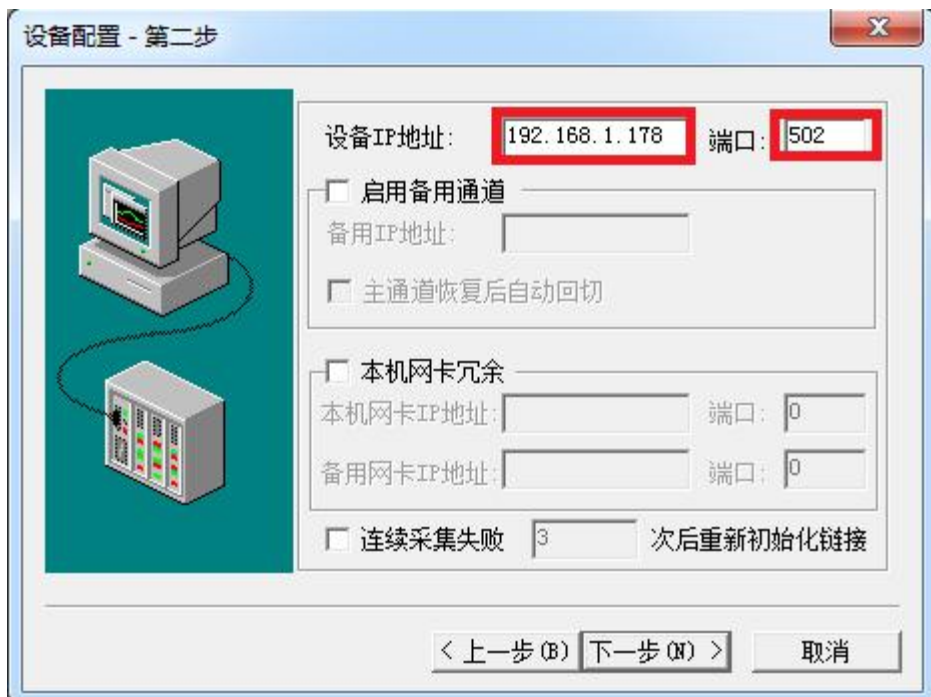 设备配置 - 第二步
设备IP地址: 192.168.1.178 端口: 502
启用备用通道
备用IP地址:
主通道恢复后自动回切
本机网卡冗余
本机网卡IP地址: 端口: 0
备用网卡IP地址: 端口: 0
连续采集失败 3 次后重新初始化链接
< 上一步(B) 下一步(N) > 取消